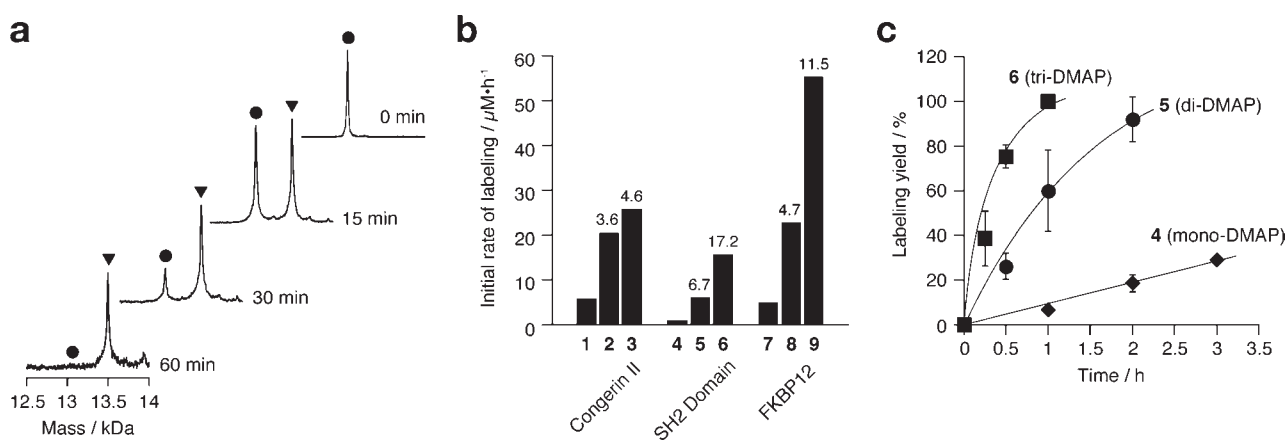 a
0 min
15 min
30 min
60 min
12.5 13 13.5 14
Mass / kDa
b
Initial rate of labeling / µM•h⁻¹
60
50
40
30
20
10
0
3.6 4.6
6.7 17.2
4.7 11.5
1 2 3 4 5 6 7 8 9
Congerin II
SH2 Domain
FKBP12
c
Labeling yield / %
120
100
80
60
40
20
0
6 (tri-DMAP)
5 (di-DMAP)
4 (mono-DMAP)
0 0.5 1.0 1.5 2.0 2.5 3.0 3.5
Time / h